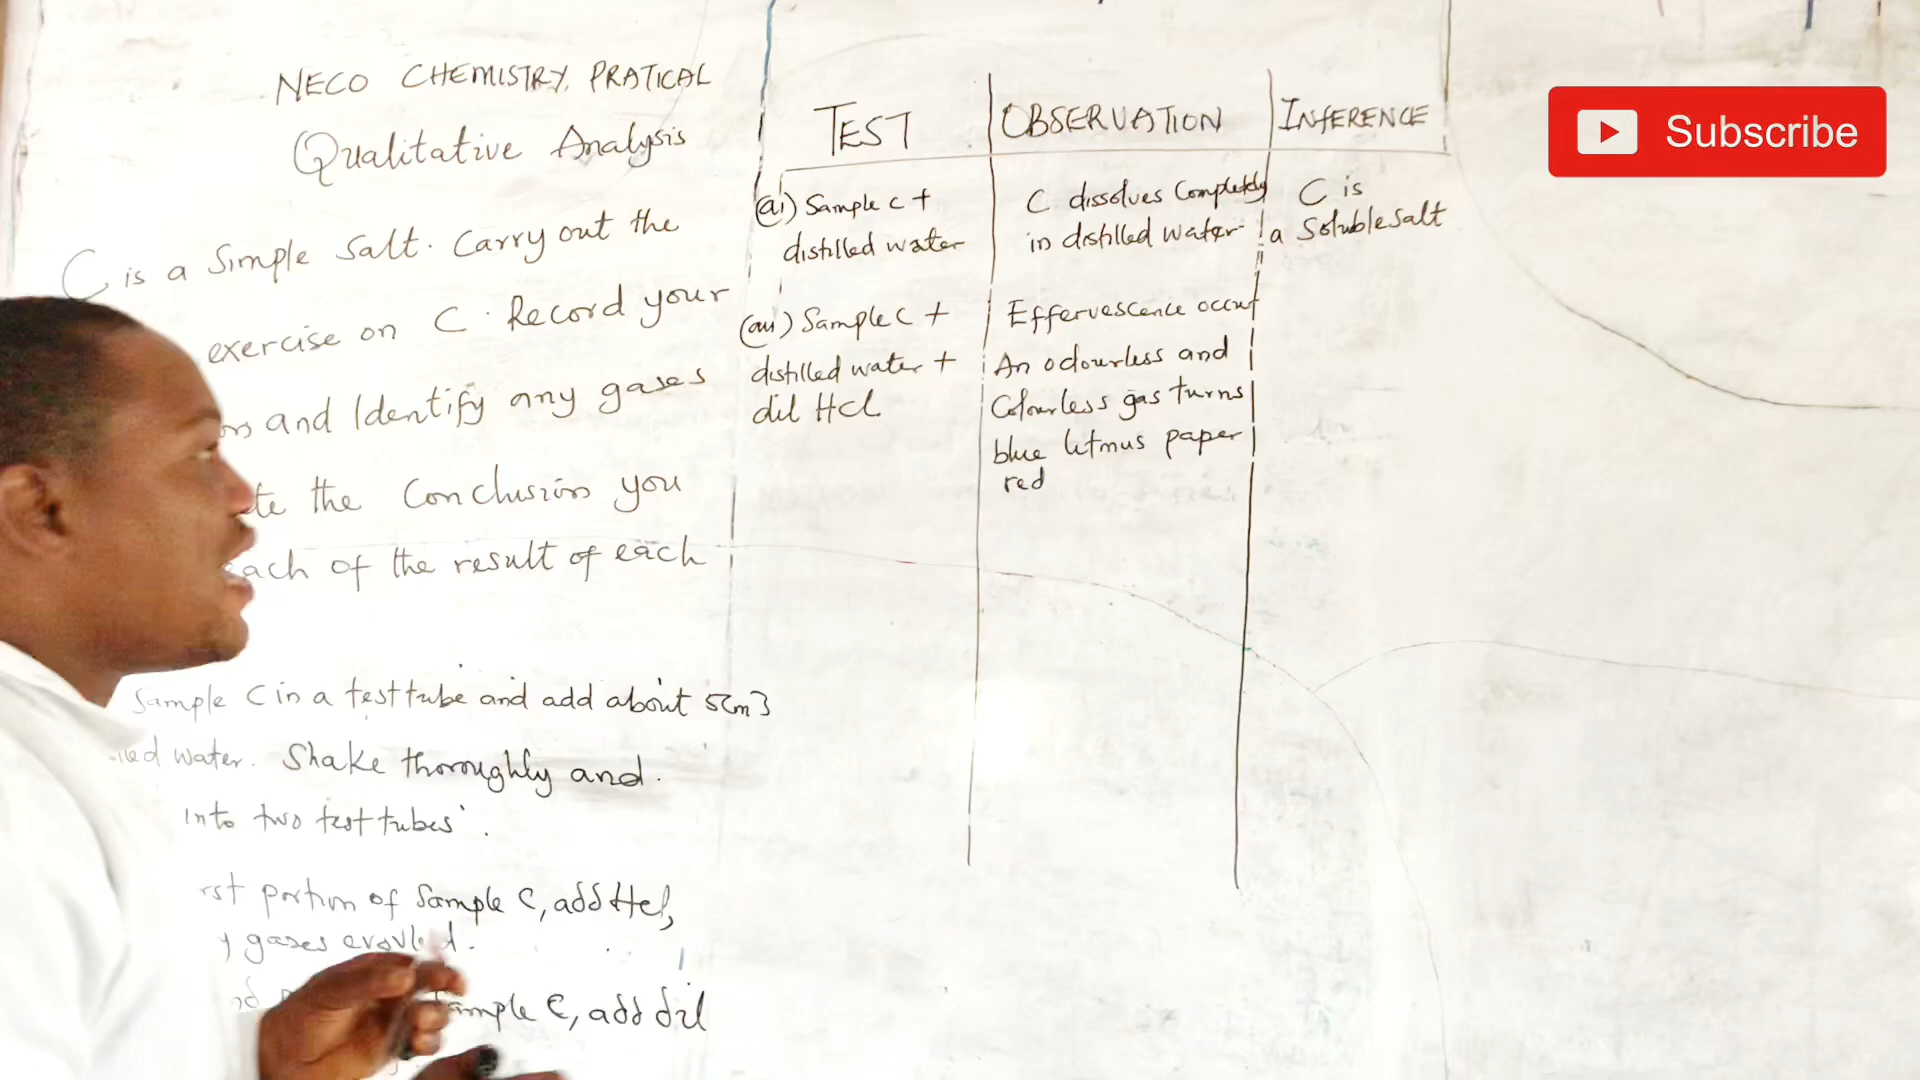 NECO CHEMISTRY PRATICAL
Qualitative Analysis
C is a Simple Salt. Carry out the
exercise on C. Record your
and Identify any gases
the Conclusion you
each of the result of each
Sample C in a test tube and add about 5cm3
water. Shake thoroughly and.
into two test tubes.
portion of Sample C, add HCl,
gases
Sample C, add dil
TEST
OBSERVATION
INFERENCE
(ai) Sample C +
distilled water
C dissolves Completely
in distilled water
C is
a Soluble salt
(aii) Sample C +
distilled water +
dil HCL
Effervescence occur
An odourless and
Colourless gas turns
blue litmus paper
red
Subscribe